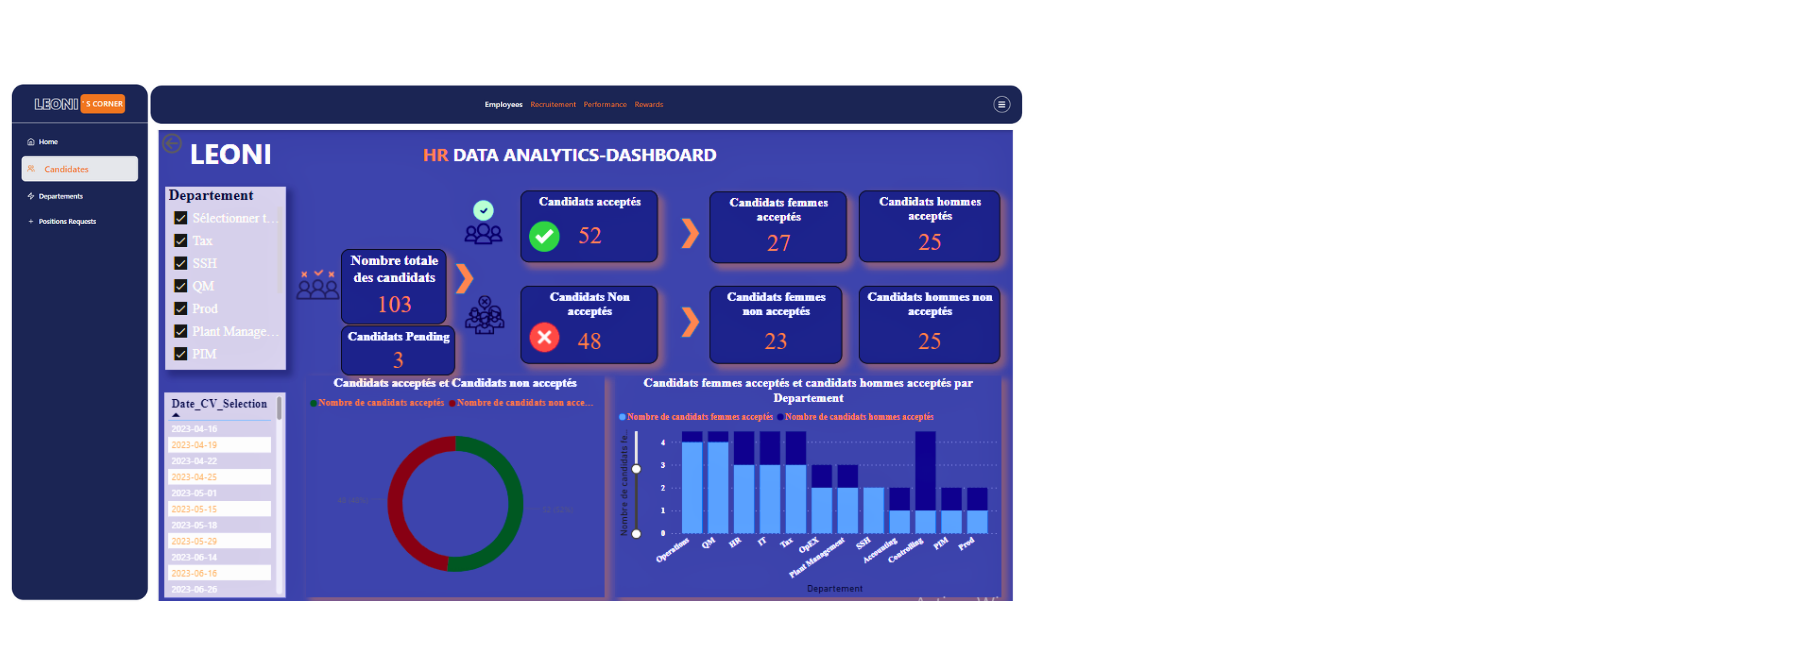 LEONI 'S CORNER
Employees Recruitement Performance Rewards
Home
Candidates
Departements
Positions Requests
LEONI
HR DATA ANALYTICS-DASHBOARD
Departement
Sélectionner t...
Tax
SSH
QM
Prod
Plant Manage...
PIM
Nombre totale
des candidats
103
Candidats Pending
3
Candidats acceptés
52
Candidats femmes
acceptés
27
Candidats hommes
acceptés
25
Candidats Non
acceptés
48
Candidats femmes
non acceptés
23
Candidats hommes non
acceptés
25
Date_CV_Selection
2023-04-16
2023-04-19
2023-04-22
2023-04-25
2023-05-01
2023-05-15
2023-05-18
2023-05-29
2023-06-14
2023-06-16
2023-06-26
Candidats acceptés et Candidats non acceptés
Nombre de candidats acceptés Nombre de candidats non acce...
Candidats femmes acceptés et candidats hommes acceptés par
Departement
Nombre de candidats femmes acceptés Nombre de candidats hommes acceptés
Nombre de candidats fe...
4
3
2
1
0
Operations
QM
HR
IT
Tax
OpEX
Plant Management
SSH
Accounting
Controlling
PIM
Prod
Departement